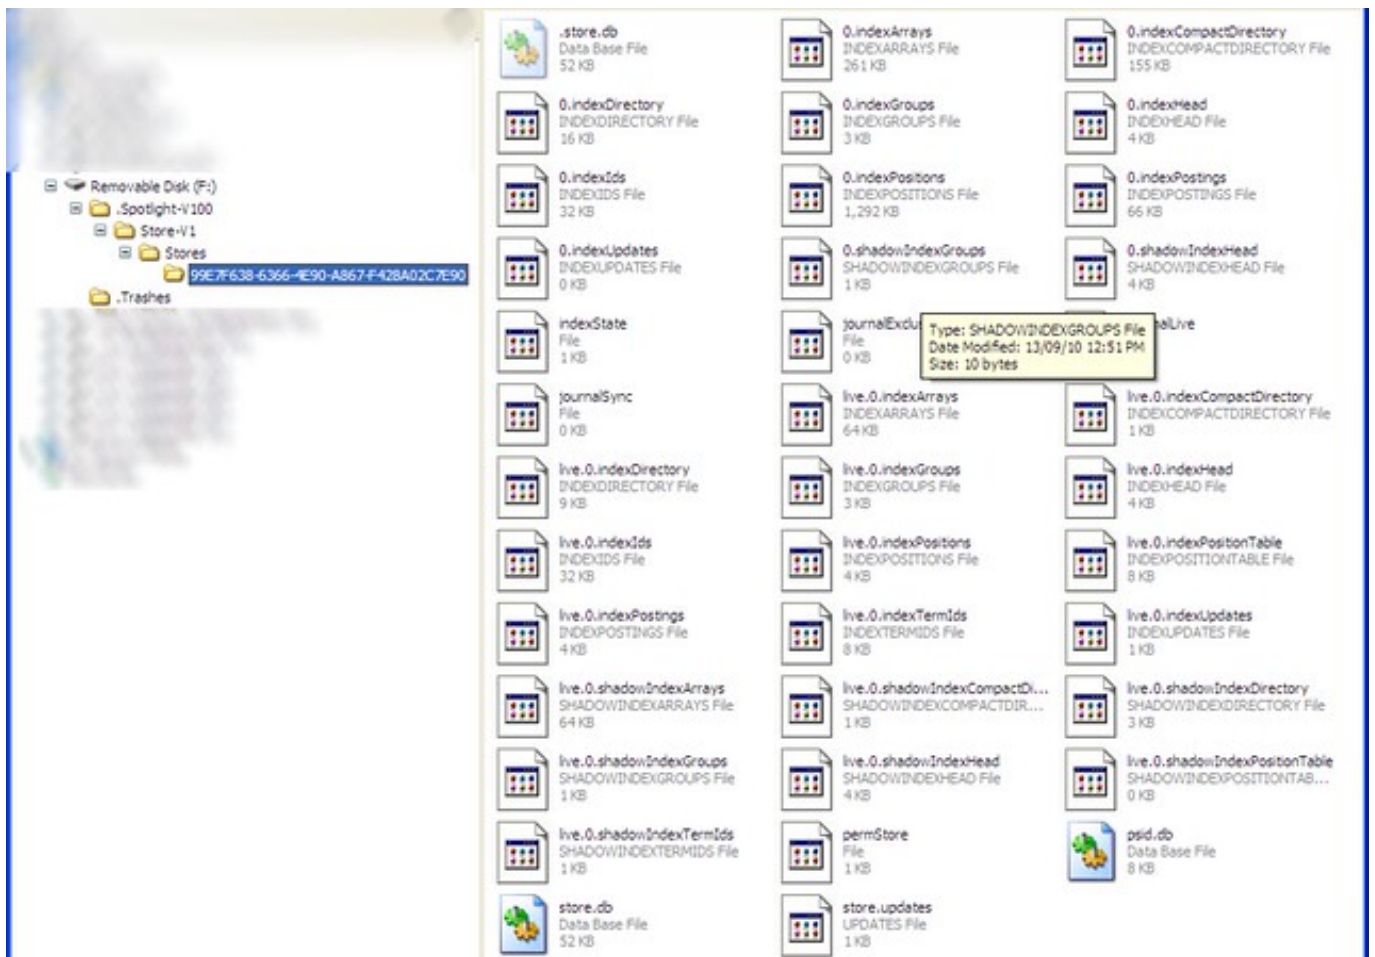 Removable Disk (F:)
.Spotlight-V100
Store-V1
Stores
99E7F638-6366-4E90-A867-F428A02C7E90
.Trashes
.store.db
Data Base File
52 KB
0.indexArrays
INDEXARRAYS File
261 KB
0.indexCompactDirectory
INDEXCOMPACTDIRECTORY File
155 KB
0.indexDirectory
INDEXDIRECTORY File
16 KB
0.indexGroups
INDEXGROUPS File
3 KB
0.indexHead
INDEXHEAD File
4 KB
0.indexIds
INDEXIDS File
32 KB
0.indexPositions
INDEXPOSITIONS File
1,292 KB
0.indexPostings
INDEXPOSTINGS File
66 KB
0.indexUpdates
INDEXUPDATES File
0 KB
0.shadowIndexGroups
SHADOWINDEXGROUPS File
1 KB
0.shadowIndexHead
SHADOWINDEXHEAD File
4 KB
indexState
File
1 KB
journalExclu
File
0 KB
Type: SHADOWINDEXGROUPS File
Date Modified: 13/09/10 12:51 PM
Size: 10 bytes
nalLive
journalSync
File
0 KB
live.0.indexArrays
INDEXARRAYS File
64 KB
live.0.indexCompactDirectory
INDEXCOMPACTDIRECTORY File
1 KB
live.0.indexDirectory
INDEXDIRECTORY File
9 KB
live.0.indexGroups
INDEXGROUPS File
3 KB
live.0.indexHead
INDEXHEAD File
4 KB
live.0.indexIds
INDEXIDS File
32 KB
live.0.indexPositions
INDEXPOSITIONS File
4 KB
live.0.indexPositionTable
INDEXPOSITIONTABLE File
8 KB
live.0.indexPostings
INDEXPOSTINGS File
4 KB
live.0.indexTermIds
INDEXTERMIDS File
8 KB
live.0.indexUpdates
INDEXUPDATES File
1 KB
live.0.shadowIndexArrays
SHADOWINDEXARRAYS File
64 KB
live.0.shadowIndexCompactDi...
SHADOWINDEXCOMPACTDIR...
1 KB
live.0.shadowIndexDirectory
SHADOWINDEXDIRECTORY File
3 KB
live.0.shadowIndexGroups
SHADOWINDEXGROUPS File
1 KB
live.0.shadowIndexHead
SHADOWINDEXHEAD File
4 KB
live.0.shadowIndexPositionTable
SHADOWINDEXPOSITIONTAB...
0 KB
live.0.shadowIndexTermIds
SHADOWINDEXTERMIDS File
1 KB
permStore
File
1 KB
psid.db
Data Base File
8 KB
store.db
Data Base File
52 KB
store.updates
UPDATES File
1 KB